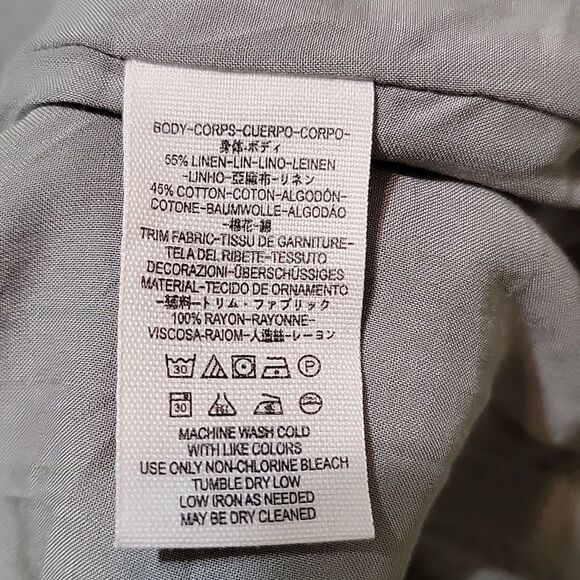 BODY-CORPS-CUERPO-CORPO-
身体-ボディ
55% LINEN-LIN-LINO-LEINEN
-LINHO-亞麻布-リネン
45% COTTON-COTON-ALGODÓN-
COTONE-BAUMWOLLE-ALGODÃO
-棉花-綿
TRIM FABRIC-TISSU DE GARNITURE-
TELA DEL RIBETE-TESSUTO
DECORAZIONI-ÜBERSCHÜSSIGES
MATERIAL-TECIDO DE ORNAMENTO
-輔料-トリム・ファブリック
100% RAYON-RAYONNE-
VISCOSA-RAIOM-人造絲-レーヨン
30 P
30
MACHINE WASH COLD
WITH LIKE COLORS
USE ONLY NON-CHLORINE BLEACH
TUMBLE DRY LOW
LOW IRON AS NEEDED
MAY BE DRY CLEANED